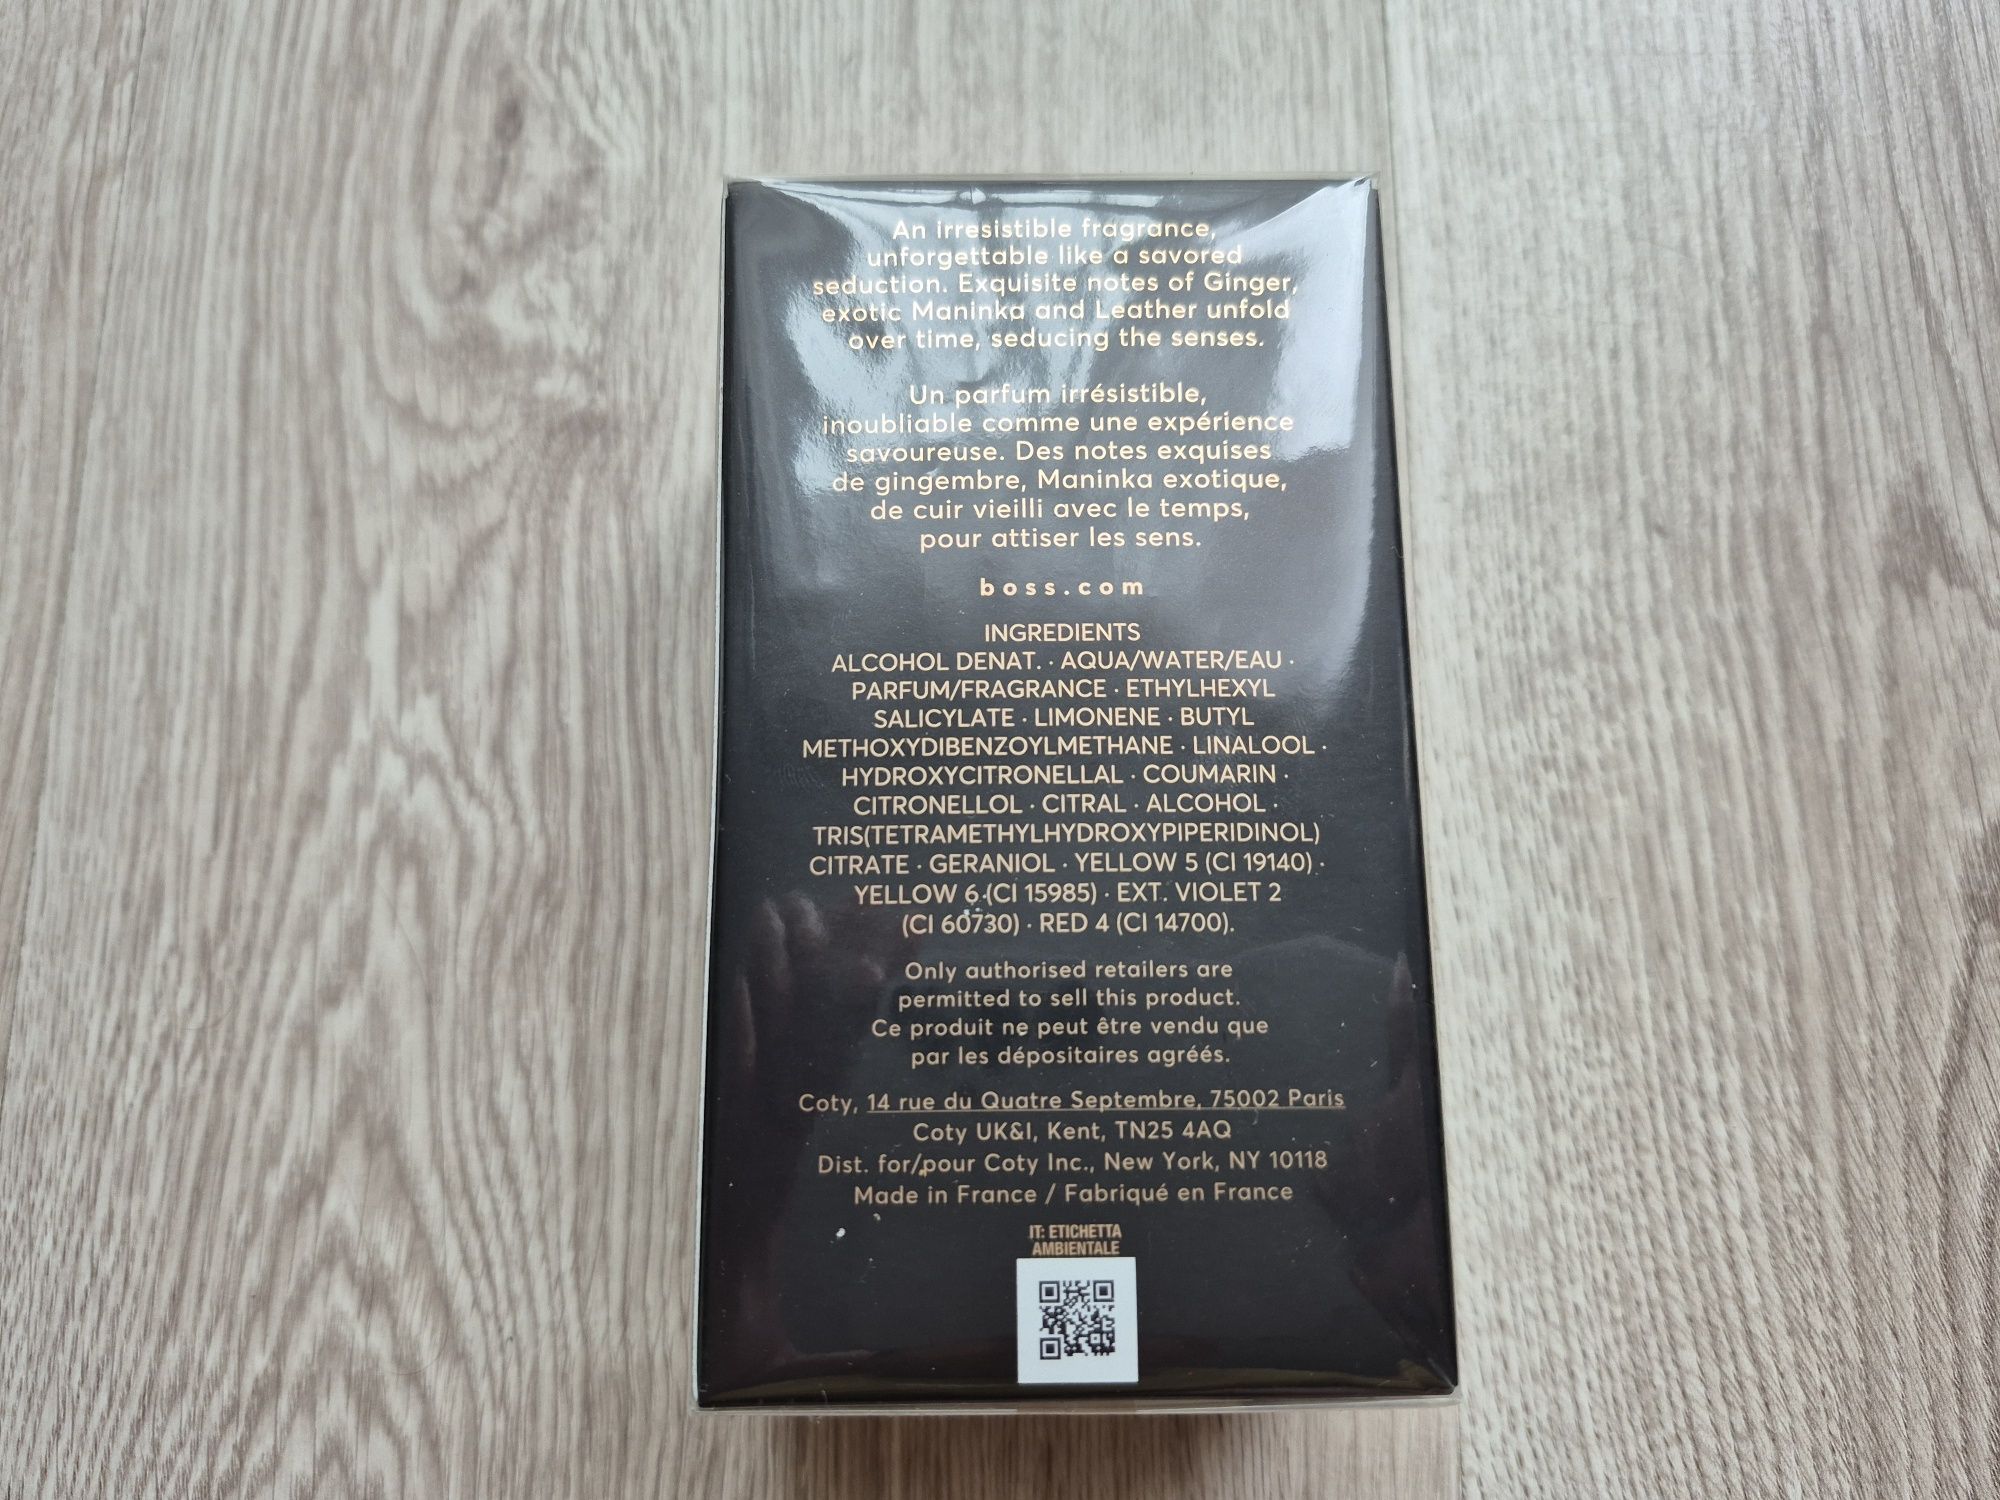 An irresistible fragrance,
unforgettable like a savored
seduction. Exquisite notes of Ginger,
exotic Maninka and Leather unfold
over time, seducing the senses.
Un parfum irrésistible,
inoubliable comme une expérience
savoureuse. Des notes exquises
de gingembre, Maninka exotique,
de cuir vieilli avec le temps,
pour attiser les sens.
boss.com
INGREDIENTS
ALCOHOL DENAT. · AQUA/WATER/EAU ·
PARFUM/FRAGRANCE · ETHYLHEXYL
SALICYLATE · LIMONENE · BUTYL
METHOXYDIBENZOYLMETHANE · LINALOOL ·
HYDROXYCITRONELLAL · COUMARIN ·
CITRONELLOL · CITRAL · ALCOHOL ·
TRIS(TETRAMETHYLHYDROXYPIPERIDINOL)
CITRATE · GERANIOL · YELLOW 5 (CI 19140) ·
YELLOW 6 (CI 15985) · EXT. VIOLET 2
(CI 60730) · RED 4 (CI 14700).
Only authorised retailers are
permitted to sell this product.
Ce produit ne peut être vendu que
par les dépositaires agréés.
Coty, 14 rue du Quatre Septembre, 75002 Paris
Coty UK&I, Kent, TN25 4AQ
Dist. for/pour Coty Inc., New York, NY 10118
Made in France / Fabriqué en France
IT: ETICHETTA
AMBIENTALE